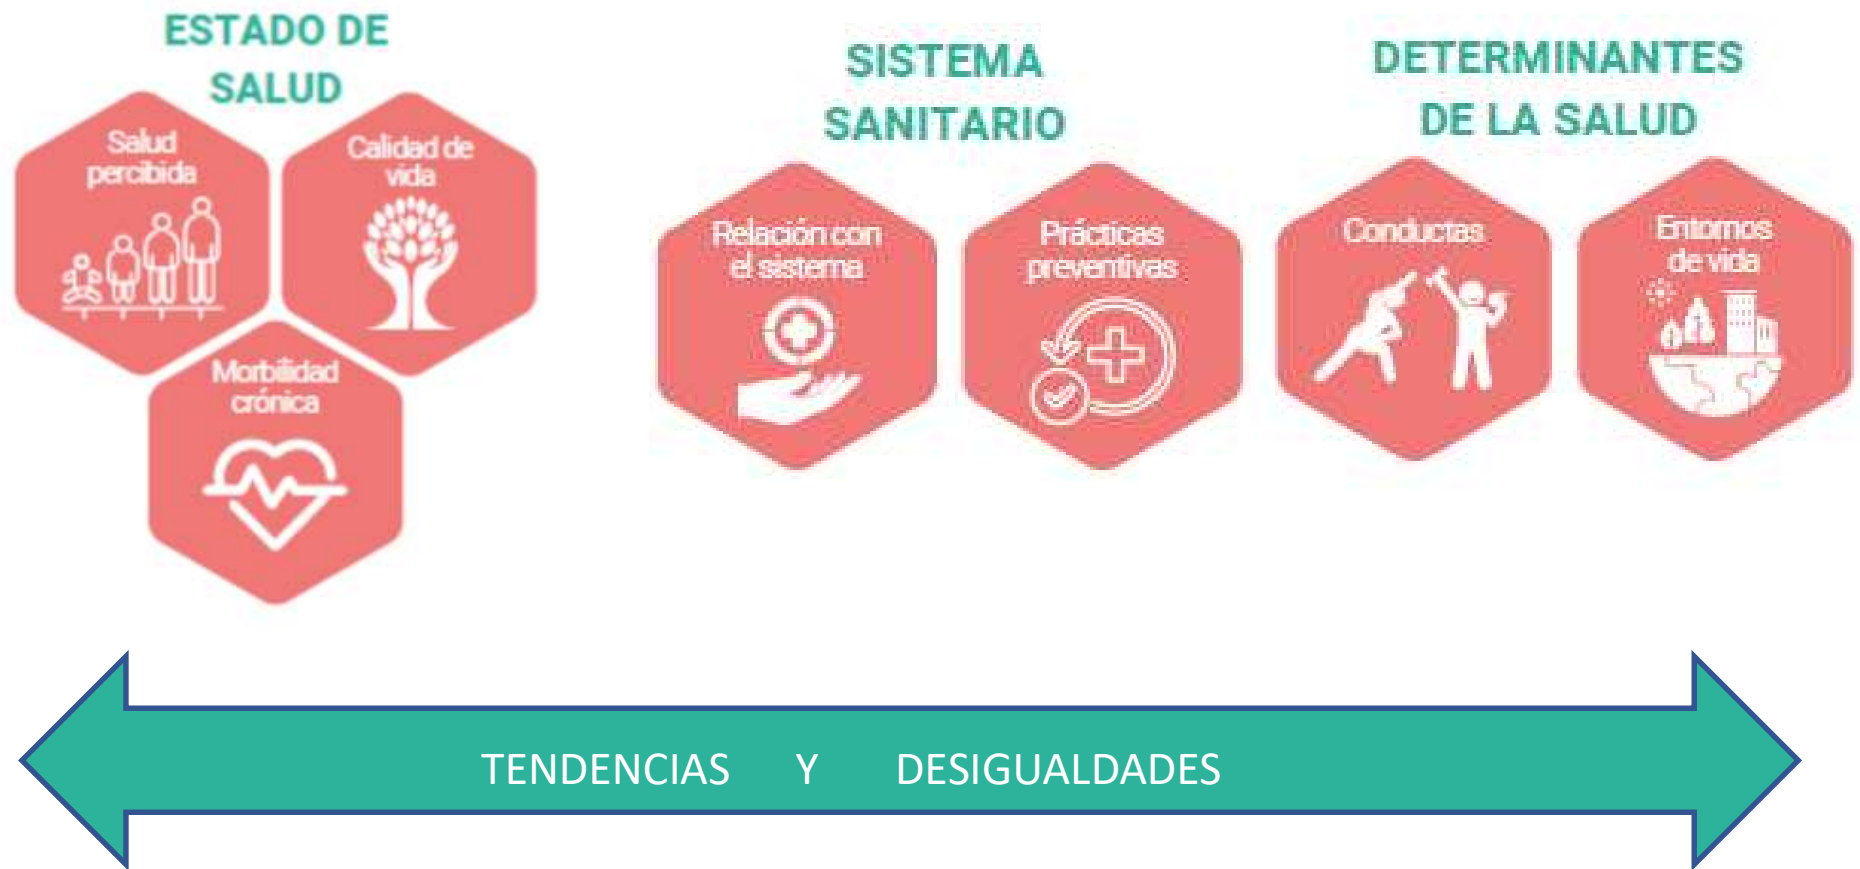 ESTADO DE
SALUD
Salud
percibida
Calidad de
vida
Morbilidad
crónica
SISTEMA
SANITARIO
Relación con
el sistema
Prácticas
preventivas
DETERMINANTES
DE LA SALUD
Conductas
Entornos
de vida
TENDENCIAS Y DESIGUALDADES